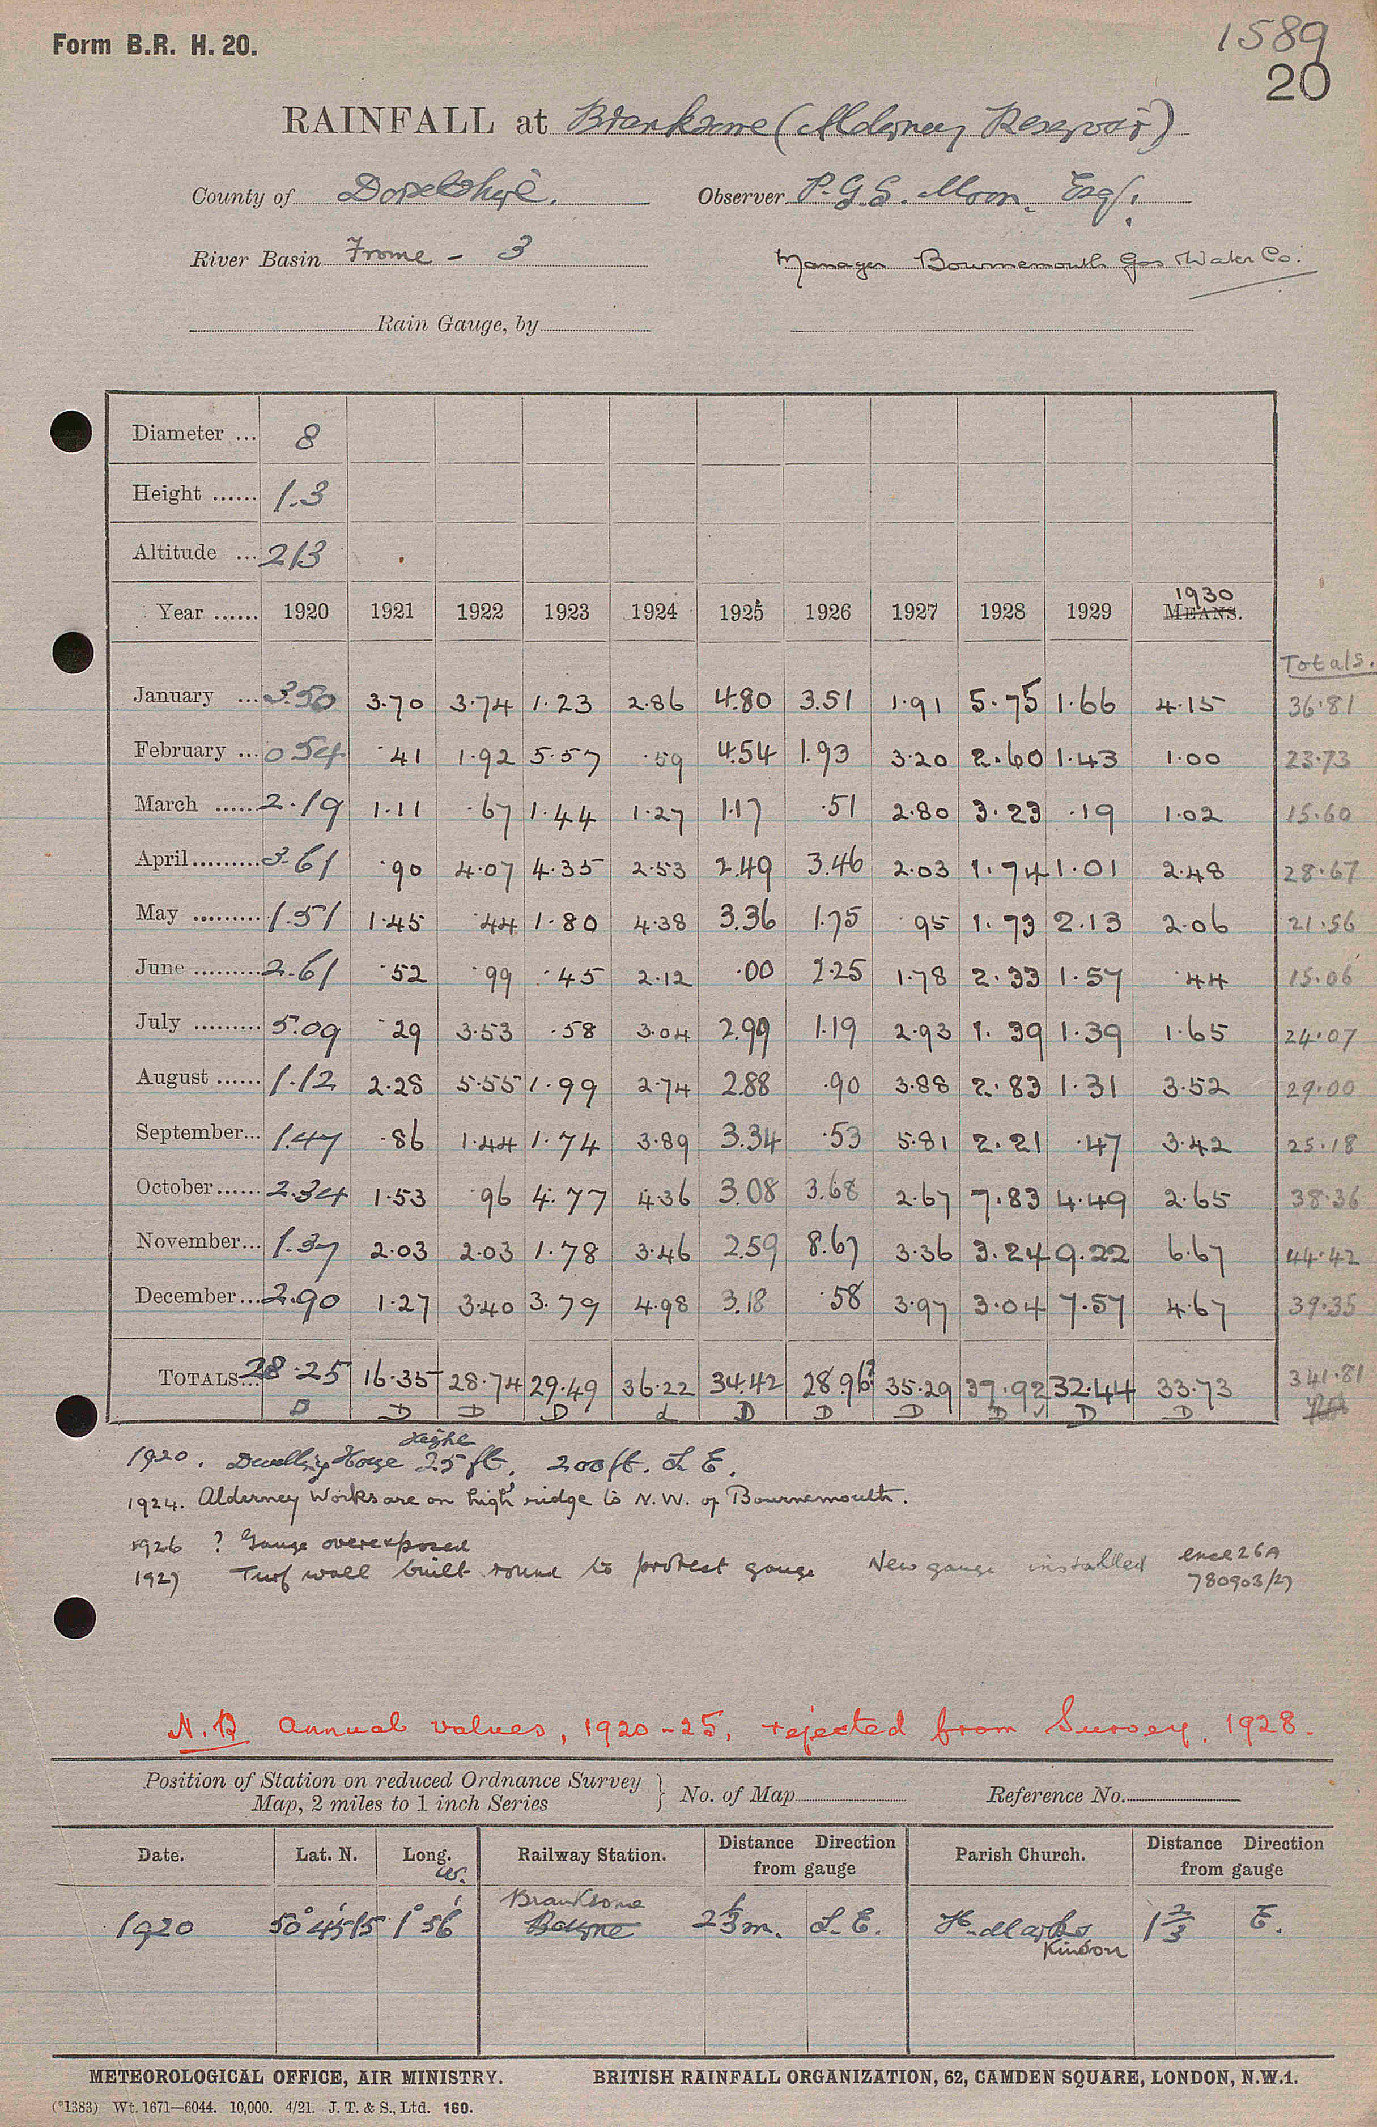 Form B.R. H. 20.
1589
20
RAINFALL at Branksome (Alderney Reservoir)
County of Dorsetshire. Observer P.G.G. Moon. Esq.
River Basin Frome - 3 Manager Bournemouth Gas Water Co.
Rain Gauge, by
Diameter ... 8
Height ...... 1.3
Altitude ... 213
1930
Year ...... 1920 1921 1922 1923 1924 1925 1926 1927 1928 1929 MEANS.
Totals.
January ... 3.50 3.70 3.74 1.23 2.86 4.80 3.51 1.91 5.75 1.66 4.15 36.81
February ... 0.54 .41 1.92 5.57 .59 4.54 1.93 3.20 2.60 1.43 1.00 23.73
March ...... 2.19 1.11 .67 1.44 1.27 1.17 .51 2.80 3.23 .19 1.02 15.60
April......... 3.61 .90 4.07 4.35 2.53 2.49 3.46 2.03 1.74 1.01 2.48 28.67
May ......... 1.51 1.45 .44 1.80 4.38 3.36 1.75 .95 1.73 2.13 2.06 21.56
June ......... 2.61 .52 .99 .45 2.12 .00 2.25 1.78 2.33 1.57 .44 15.06
July ......... 5.09 .29 3.53 .58 3.04 2.99 1.19 2.93 1.39 1.39 1.65 24.07
August ...... 1.12 2.28 5.55 1.99 2.74 2.88 .90 3.88 2.83 1.31 3.52 29.00
September... 1.47 .86 1.44 1.74 3.89 3.34 .53 5.81 2.21 .47 3.42 25.18
October...... 2.34 1.53 .96 4.77 4.36 3.08 3.68 2.67 7.83 4.49 2.65 38.36
November... 1.37 2.03 2.03 1.78 3.46 2.59 8.67 3.36 3.24 9.22 6.67 44.42
December... 2.90 1.27 3.40 3.79 4.98 3.18 .58 3.97 3.04 7.57 4.67 39.35
TOTALS... 28.25 16.35 28.74 29.49 36.22 34.42 28.96? 35.29 37.92 32.44 33.73 341.81
D D D D d D D D D ✓ D D
Height
1920. Dwelling House 25 ft, 200 ft. S. E.
1924. Alderney Works are on high ridge to N.W. of Bournemouth.
1926 ? Gauge overexposed
1927 Turf wall built round to protect gauge New gauge installed encl 26A
780903/27
N.B Annual values, 1920-25, rejected from Survey, 1928.
Position of Station on reduced Ordnance Survey
Map, 2 miles to 1 inch Series } No. of Map Reference No.
Date. Lat. N. Long. W. Railway Station. Distance Direction from gauge Parish Church. Distance Direction from gauge
Branksome
1920 50° 45' 15 1° 56' Bourne 2 1/3 m. S. E. St. Marks 1 2/3 E.
Kinson
METEOROLOGICAL OFFICE, AIR MINISTRY. BRITISH RAINFALL ORGANIZATION, 62, CAMDEN SQUARE, LONDON, N.W.1.
(*1383) Wt. 1671—6044. 10,000. 4/21. J. T. & S., Ltd. 160.